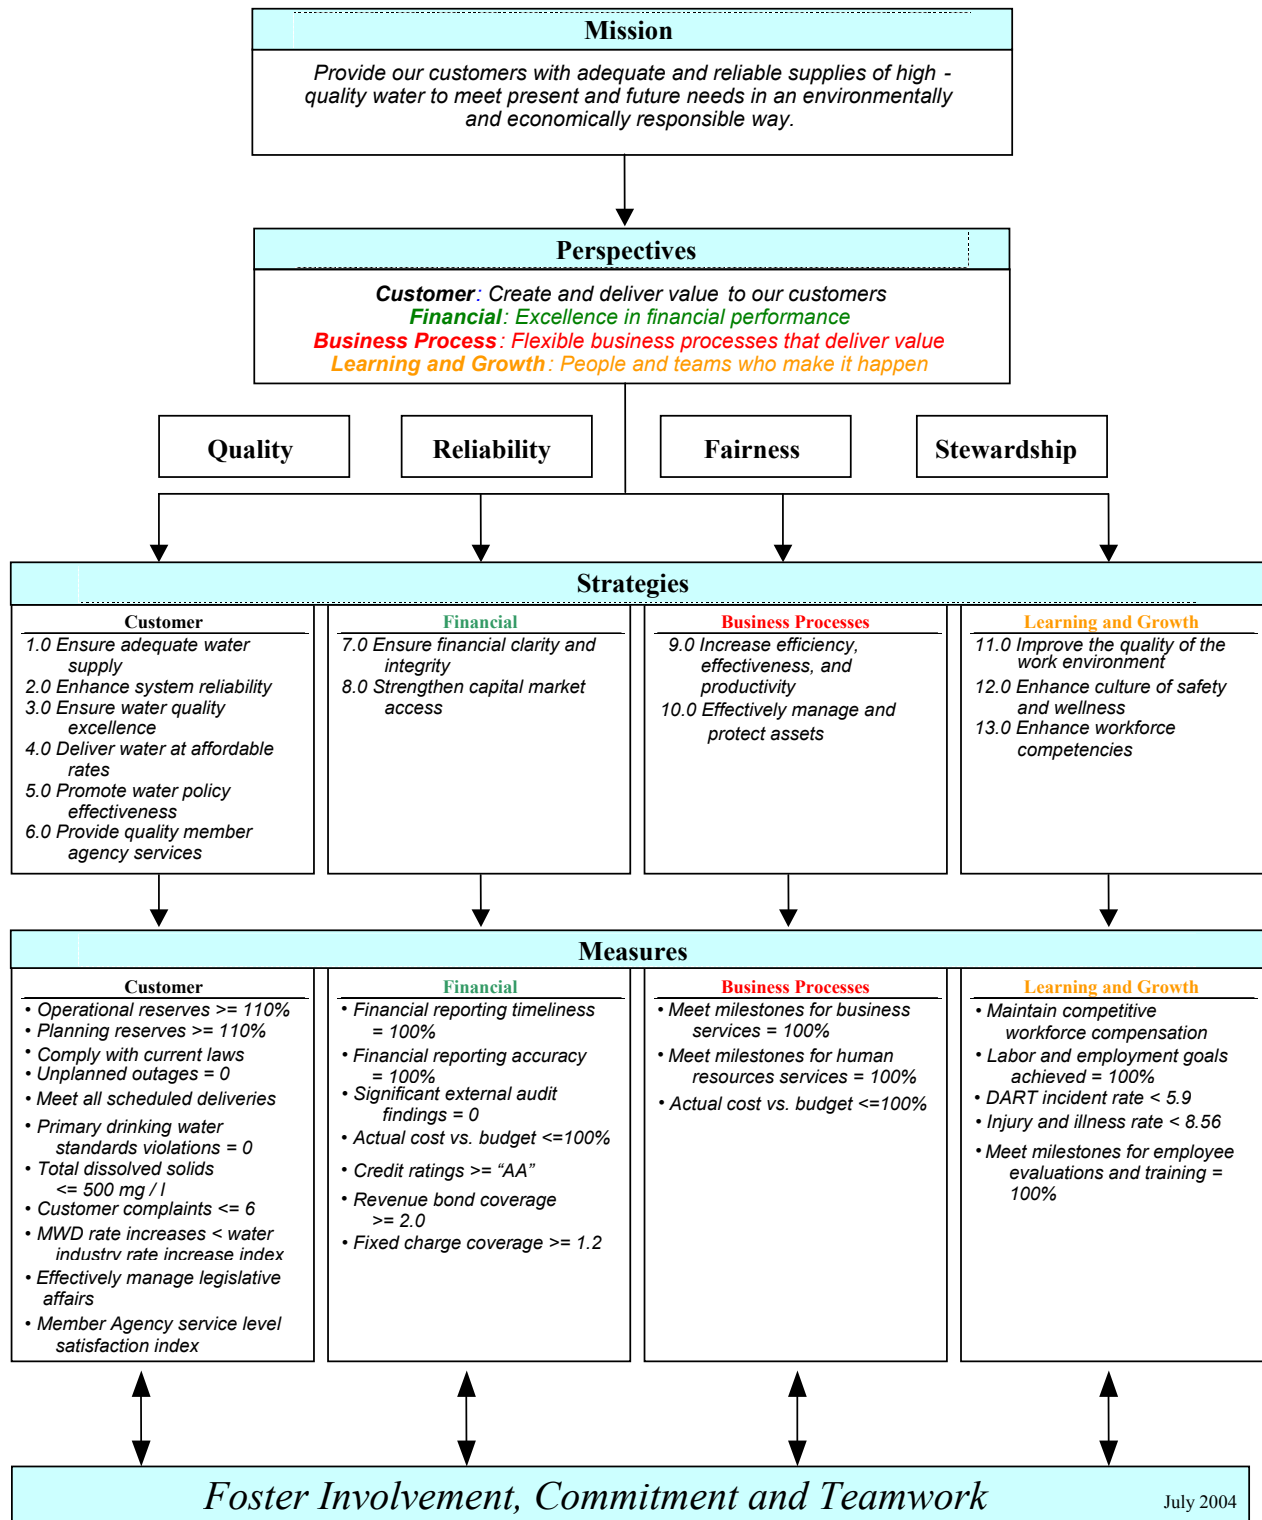 Mission
Provide our customers with adequate and reliable supplies of high -
quality water to meet present and future needs in an environmentally
and economically responsible way.
Perspectives
Customer: Create and deliver value to our customers
Financial: Excellence in financial performance
Business Process: Flexible business processes that deliver value
Learning and Growth: People and teams who make it happen
Quality
Reliability
Fairness
Stewardship
Strategies
Customer
1.0 Ensure adequate water
supply
2.0 Enhance system reliability
3.0 Ensure water quality
excellence
4.0 Deliver water at affordable
rates
5.0 Promote water policy
effectiveness
6.0 Provide quality member
agency services
Financial
7.0 Ensure financial clarity and
integrity
8.0 Strengthen capital market
access
Business Processes
9.0 Increase efficiency,
effectiveness, and
productivity
10.0 Effectively manage and
protect assets
Learning and Growth
11.0 Improve the quality of the
work environment
12.0 Enhance culture of safety
and wellness
13.0 Enhance workforce
competencies
Measures
Customer
• Operational reserves >= 110%
• Planning reserves >= 110%
• Comply with current laws
• Unplanned outages = 0
• Meet all scheduled deliveries
• Primary drinking water
standards violations = 0
• Total dissolved solids
<= 500 mg / l
• Customer complaints <= 6
• MWD rate increases < water
industry rate increase index
• Effectively manage legislative
affairs
• Member Agency service level
satisfaction index
Financial
• Financial reporting timeliness
= 100%
• Financial reporting accuracy
= 100%
• Significant external audit
findings = 0
• Actual cost vs. budget <=100%
• Credit ratings >= “AA”
• Revenue bond coverage
>= 2.0
• Fixed charge coverage >= 1.2
Business Processes
• Meet milestones for business
services = 100%
• Meet milestones for human
resources services = 100%
• Actual cost vs. budget <=100%
Learning and Growth
• Maintain competitive
workforce compensation
• Labor and employment goals
achieved = 100%
• DART incident rate < 5.9
• Injury and illness rate < 8.56
• Meet milestones for employee
evaluations and training =
100%
Foster Involvement, Commitment and Teamwork
July 2004